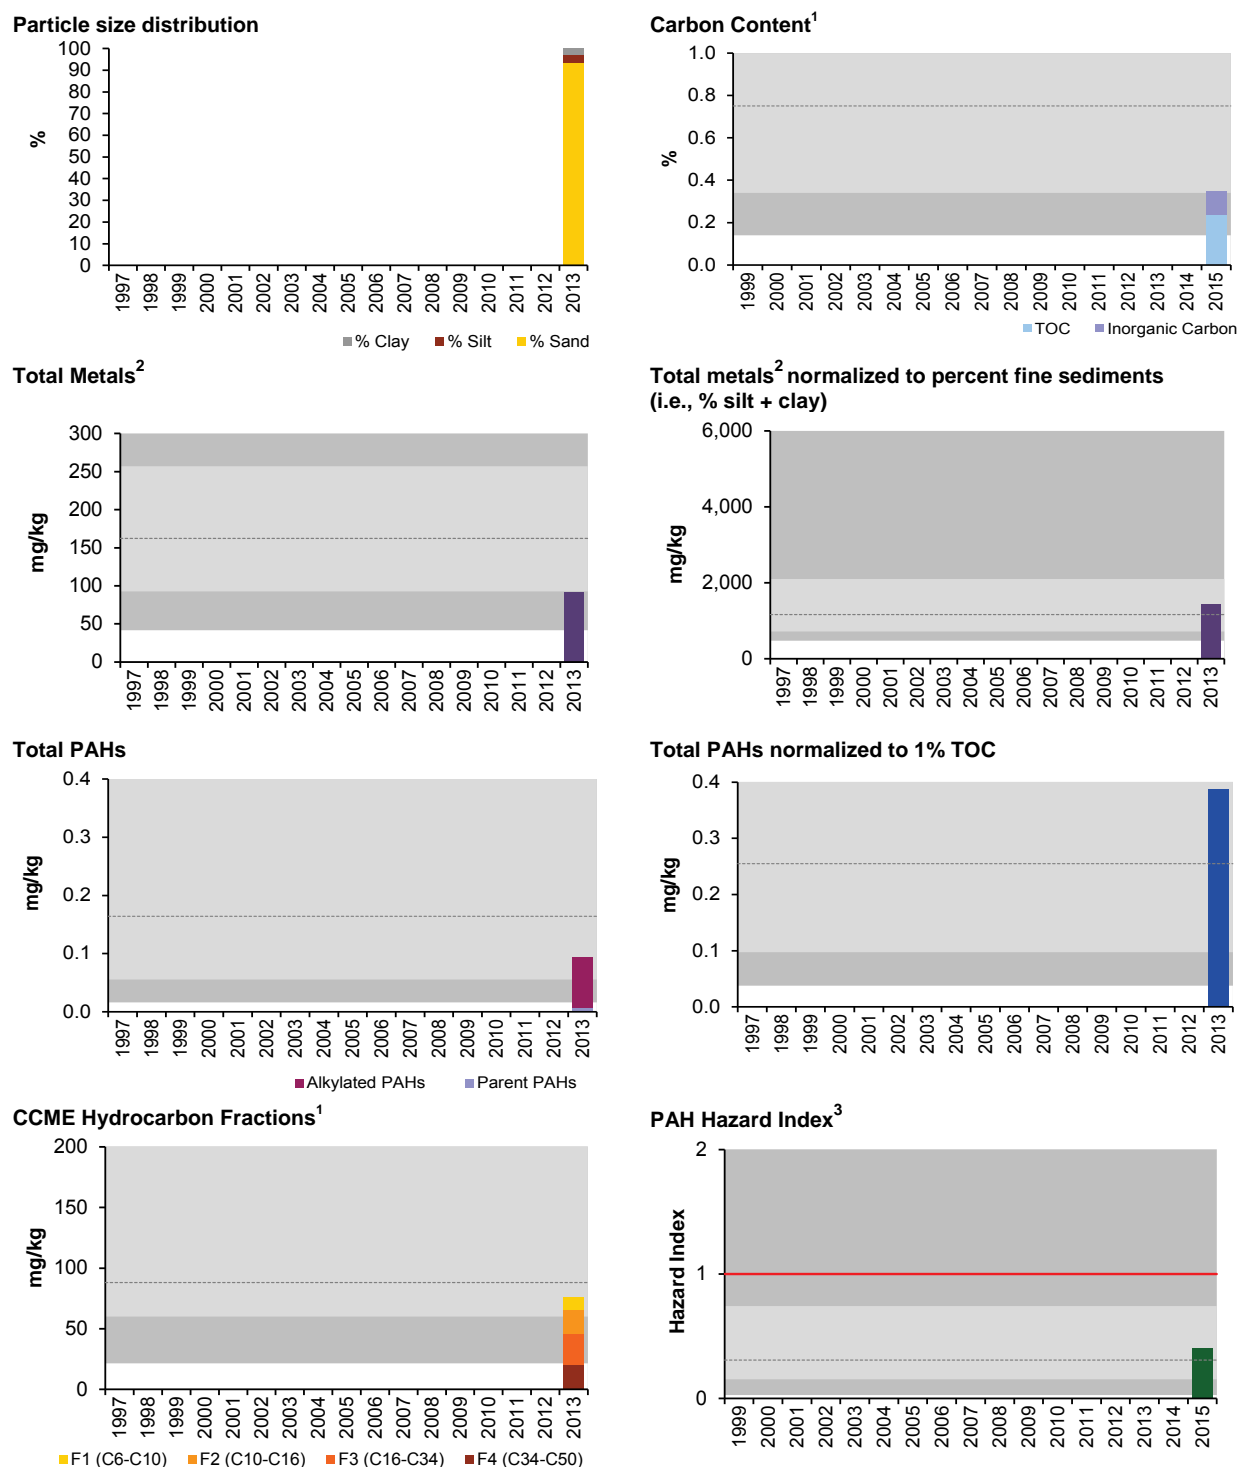 Particle size distribution
100
90
80
70
60
50
40
30
20
10
0
%
1997 1998 1999 2000 2001 2002 2003 2004 2005 2006 2007 2008 2009 2010 2011 2012 2013
% Clay % Silt % Sand
Carbon Content1
1.0
0.8
0.6
0.4
0.2
0.0
%
1999 2000 2001 2002 2003 2004 2005 2006 2007 2008 2009 2010 2011 2012 2013 2014 2015
TOC Inorganic Carbon
Total Metals2
300
250
200
150
100
50
0
mg/kg
1997 1998 1999 2000 2001 2002 2003 2004 2005 2006 2007 2008 2009 2010 2011 2012 2013
Total metals2 normalized to percent fine sediments
(i.e., % silt + clay)
6,000
4,000
2,000
0
mg/kg
1997 1998 1999 2000 2001 2002 2003 2004 2005 2006 2007 2008 2009 2010 2011 2012 2013
Total PAHs
0.4
0.3
0.2
0.1
0.0
mg/kg
1997 1998 1999 2000 2001 2002 2003 2004 2005 2006 2007 2008 2009 2010 2011 2012 2013
Alkylated PAHs Parent PAHs
Total PAHs normalized to 1% TOC
0.4
0.3
0.2
0.1
0.0
mg/kg
1997 1998 1999 2000 2001 2002 2003 2004 2005 2006 2007 2008 2009 2010 2011 2012 2013
CCME Hydrocarbon Fractions1
200
150
100
50
0
mg/kg
1997 1998 1999 2000 2001 2002 2003 2004 2005 2006 2007 2008 2009 2010 2011 2012 2013
F1 (C6-C10) F2 (C10-C16) F3 (C16-C34) F4 (C34-C50)
PAH Hazard Index3
2
1
0
Hazard Index
1999 2000 2001 2002 2003 2004 2005 2006 2007 2008 2009 2010 2011 2012 2013 2014 2015